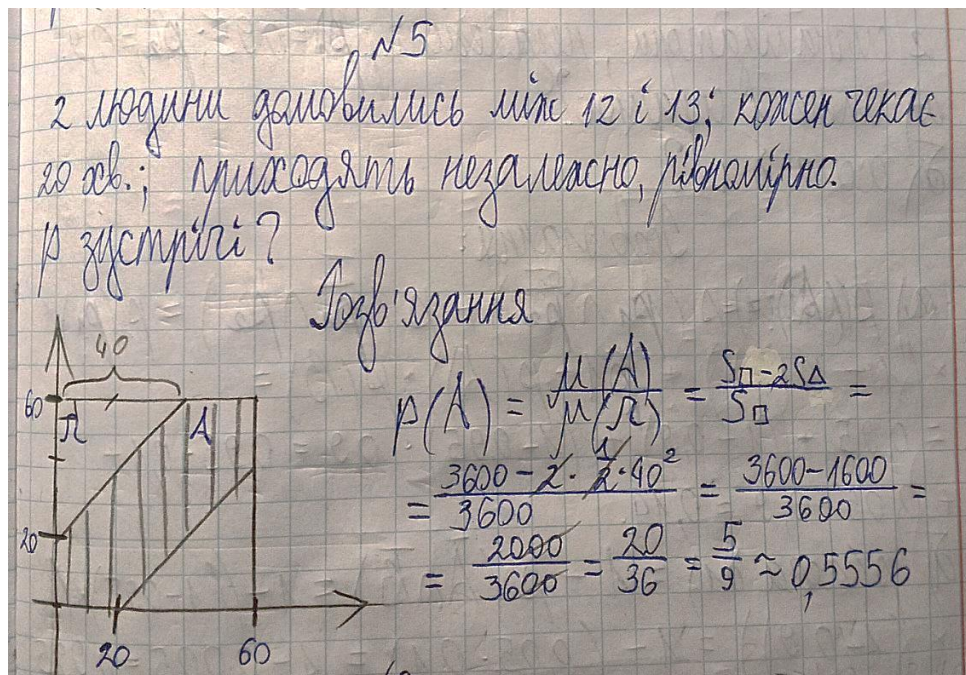 №5
2 людини домовились між 12 і 13; кожен чекає
20 хв.; приходять незалежно, рівномірно.
p зустрічі?
Розв'язання
40
60
Ω
A
20
20
60
p(A) = μ(A)/μ(Ω) = (S□ - 2S△)/S□ =
= (3600 - 2 · 1/2 · 40²)/3600 = (3600 - 1600)/3600 =
= 2000/3600 = 20/36 = 5/9 ≈ 0,5556